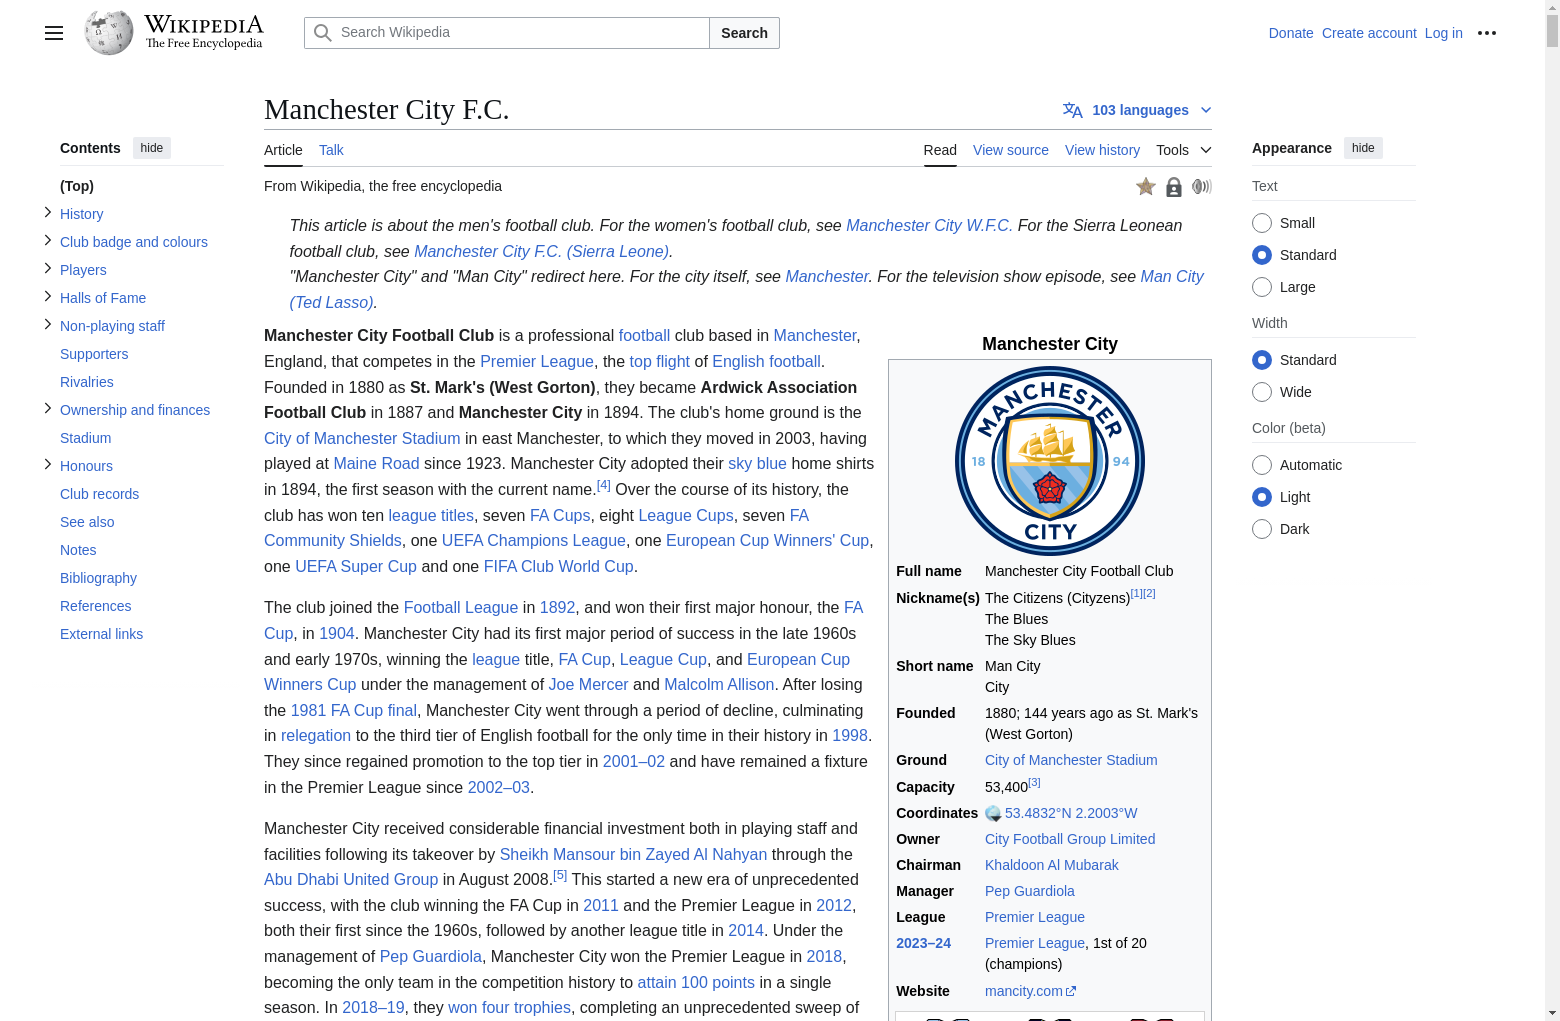 WIKIPEDIA
The Free Encyclopedia
Search Wikipedia
Search
Donate Create account Log in
Manchester City F.C.
103 languages
Contents hide
(Top)
History
Club badge and colours
Players
Halls of Fame
Non-playing staff
Supporters
Rivalries
Ownership and finances
Stadium
Honours
Club records
See also
Notes
Bibliography
References
External links
Article Talk
Read View source View history Tools
From Wikipedia, the free encyclopedia
This article is about the men's football club. For the women's football club, see Manchester City W.F.C. For the Sierra Leonean
football club, see Manchester City F.C. (Sierra Leone).
"Manchester City" and "Man City" redirect here. For the city itself, see Manchester. For the television show episode, see Man City
(Ted Lasso).
Manchester City Football Club is a professional football club based in Manchester,
England, that competes in the Premier League, the top flight of English football.
Founded in 1880 as St. Mark's (West Gorton), they became Ardwick Association
Football Club in 1887 and Manchester City in 1894. The club's home ground is the
City of Manchester Stadium in east Manchester, to which they moved in 2003, having
played at Maine Road since 1923. Manchester City adopted their sky blue home shirts
in 1894, the first season with the current name.[4] Over the course of its history, the
club has won ten league titles, seven FA Cups, eight League Cups, seven FA
Community Shields, one UEFA Champions League, one European Cup Winners' Cup,
one UEFA Super Cup and one FIFA Club World Cup.
The club joined the Football League in 1892, and won their first major honour, the FA
Cup, in 1904. Manchester City had its first major period of success in the late 1960s
and early 1970s, winning the league title, FA Cup, League Cup, and European Cup
Winners Cup under the management of Joe Mercer and Malcolm Allison. After losing
the 1981 FA Cup final, Manchester City went through a period of decline, culminating
in relegation to the third tier of English football for the only time in their history in 1998.
They since regained promotion to the top tier in 2001–02 and have remained a fixture
in the Premier League since 2002–03.
Manchester City received considerable financial investment both in playing staff and
facilities following its takeover by Sheikh Mansour bin Zayed Al Nahyan through the
Abu Dhabi United Group in August 2008.[5] This started a new era of unprecedented
success, with the club winning the FA Cup in 2011 and the Premier League in 2012,
both their first since the 1960s, followed by another league title in 2014. Under the
management of Pep Guardiola, Manchester City won the Premier League in 2018,
becoming the only team in the competition history to attain 100 points in a single
season. In 2018–19, they won four trophies, completing an unprecedented sweep of
Manchester City
MANCHESTER
18 94
CITY
Full name Manchester City Football Club
Nickname(s) The Citizens (Cityzens)[1][2]
The Blues
The Sky Blues
Short name Man City
City
Founded 1880; 144 years ago as St. Mark's
(West Gorton)
Ground City of Manchester Stadium
Capacity 53,400[3]
Coordinates 53.4832°N 2.2003°W
Owner City Football Group Limited
Chairman Khaldoon Al Mubarak
Manager Pep Guardiola
League Premier League
2023–24 Premier League, 1st of 20
(champions)
Website mancity.com
Appearance hide
Text
Small
Standard
Large
Width
Standard
Wide
Color (beta)
Automatic
Light
Dark